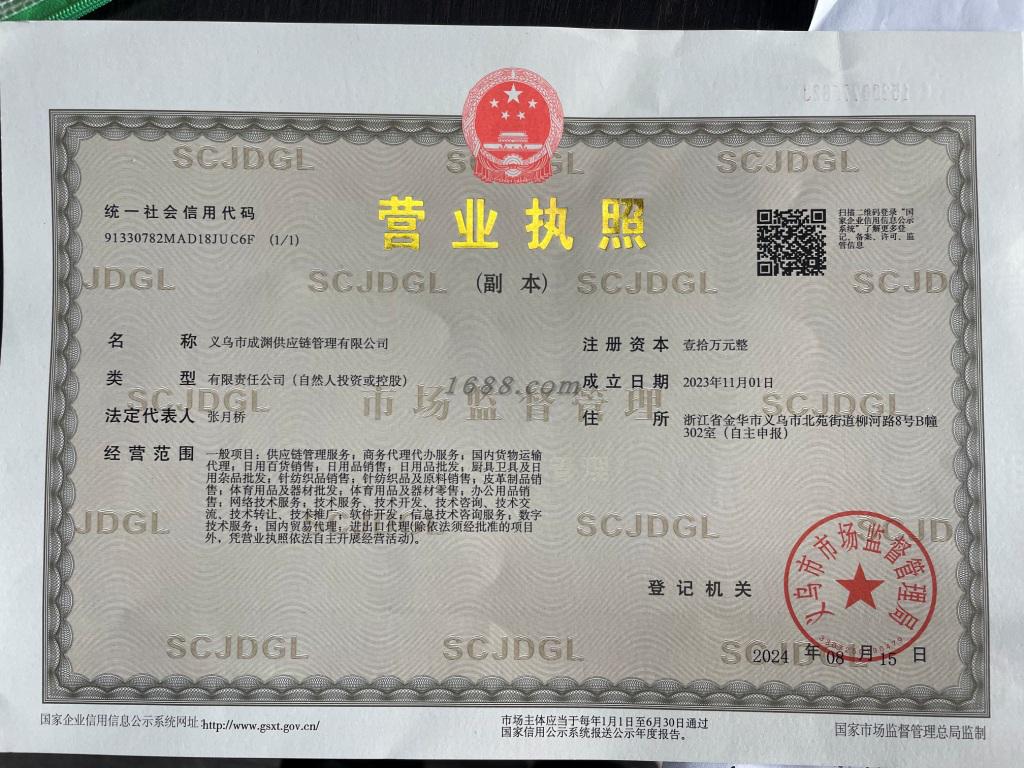 营业执照
(副 本)
统一社会信用代码
91330782MAD18JUC6F (1/1)
扫描二维码登录“国
家企业信用信息公示
系统”了解更多登
记、备案、许可、监
管信息
名 称 义乌市成渊供应链管理有限公司
类 型 有限责任公司（自然人投资或控股）
法定代表人 张月桥
经营范围 一般项目：供应链管理服务；商务代理代办服务；国内货物运输
代理；日用百货销售；日用品销售；日用品批发；厨具卫具及日
用杂品批发；针纺织品销售；针纺织品及原料销售；皮革制品销
售；体育用品及器材批发；体育用品及器材零售；办公用品销
售；网络技术服务；技术服务、技术开发、技术咨询、技术交
流、技术转让、技术推广；软件开发；信息技术咨询服务；数字
技术服务；国内贸易代理；进出口代理(除依法须经批准的项目
外，凭营业执照依法自主开展经营活动)。
注册资本 壹拾万元整
成立日期 2023年11月01日
住 所 浙江省金华市义乌市北苑街道柳河路8号B幢
302室（自主申报）
1688.com
市场监督管理
SCJDGL
登记机关
义乌市市场监督管理局
2024 年 08 月 15 日
国家企业信用信息公示系统网址:http://www.gsxt.gov.cn/
市场主体应当于每年1月1日至6月30日通过
国家信用公示系统报送公示年度报告。
国家市场监督管理总局监制